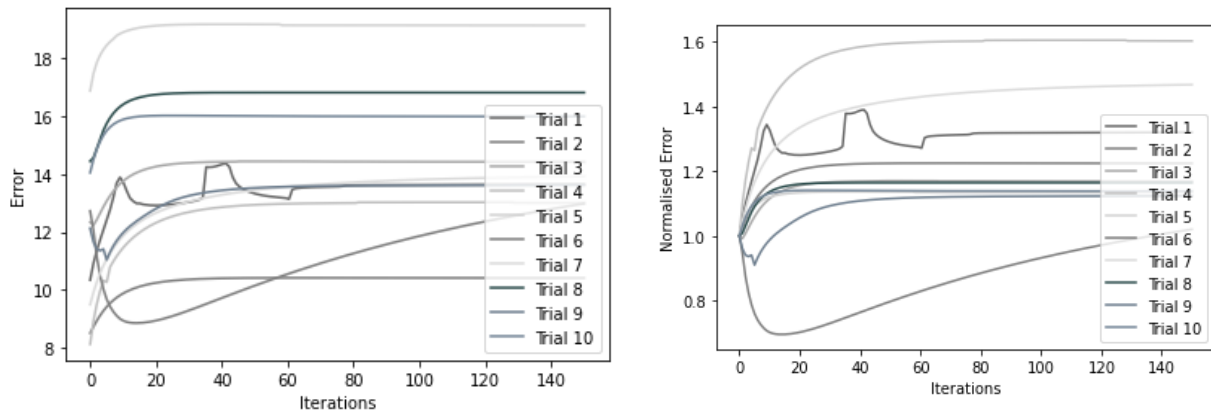 18
16
14
12
10
8
Error
0
20
40
60
80
100
120
140
Iterations
Trial 1
Trial 2
Trial 3
Trial 4
Trial 5
Trial 6
Trial 7
Trial 8
Trial 9
Trial 10
1.6
1.4
1.2
1.0
0.8
Normalised Error
0
20
40
60
80
100
120
140
Iterations
Trial 1
Trial 2
Trial 3
Trial 4
Trial 5
Trial 6
Trial 7
Trial 8
Trial 9
Trial 10